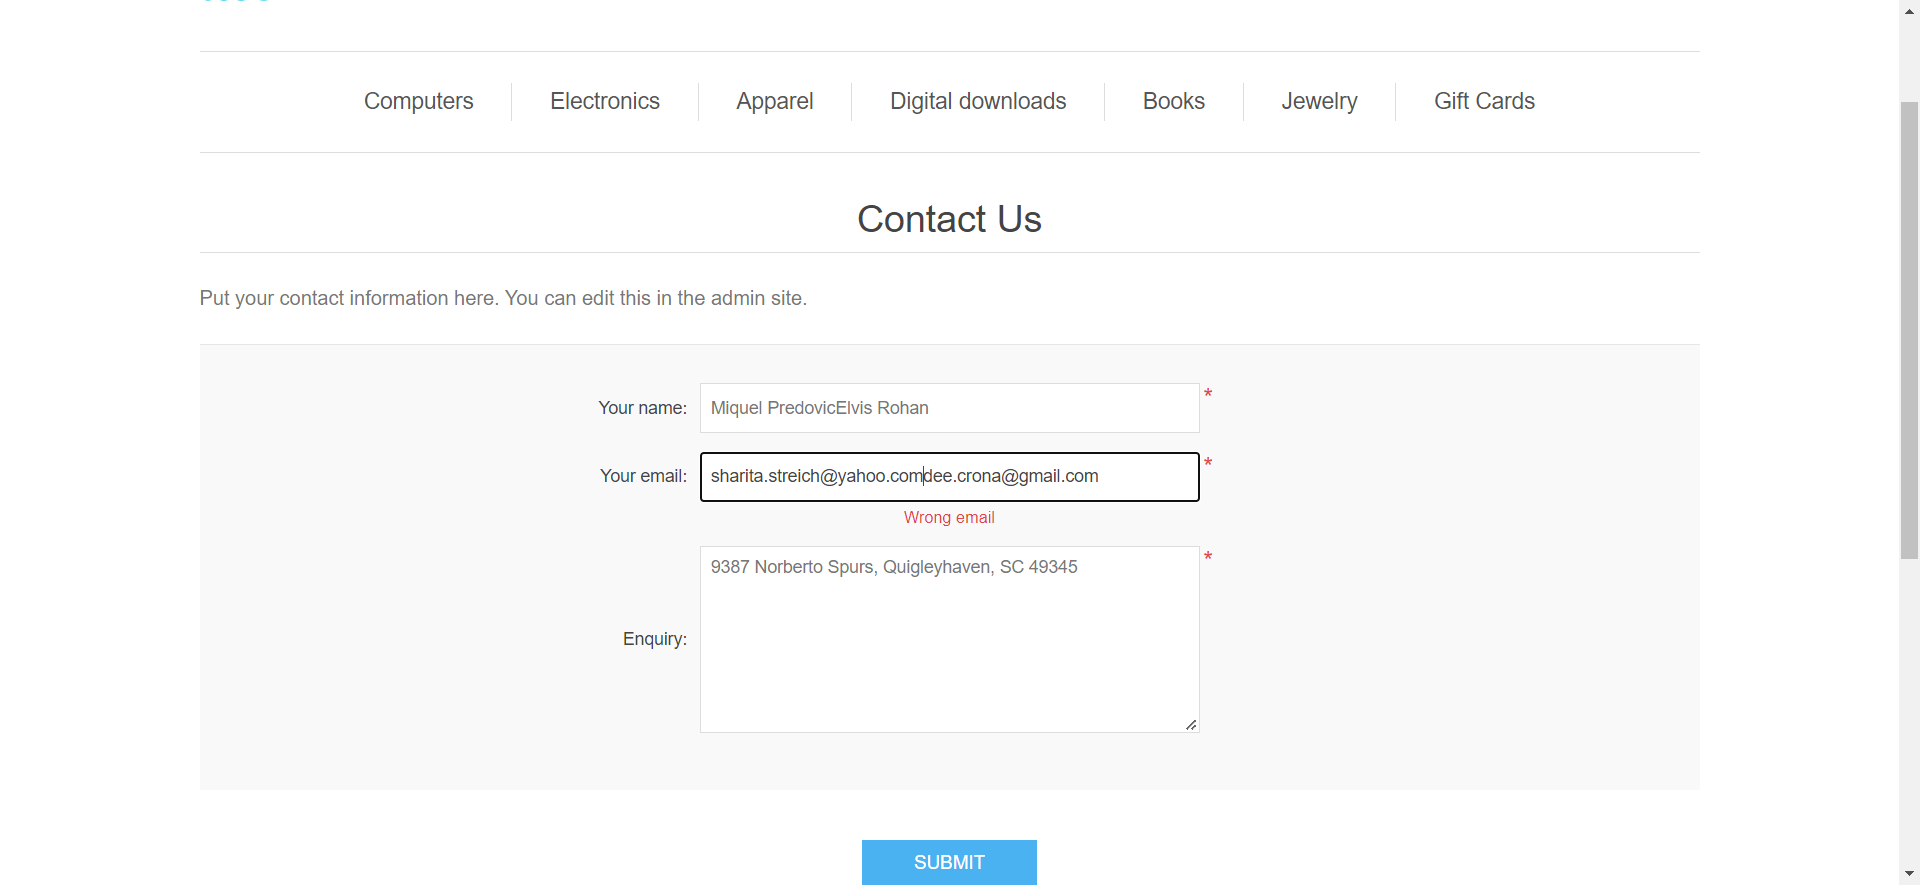 Computers Electronics Apparel Digital downloads Books Jewelry Gift Cards
Contact Us
Put your contact information here. You can edit this in the admin site.
Your name: Miquel PredovicElvis Rohan *
Your email: sharita.streich@yahoo.comdee.crona@gmail.com *
Wrong email
9387 Norberto Spurs, Quigleyhaven, SC 49345 *
Enquiry:
SUBMIT